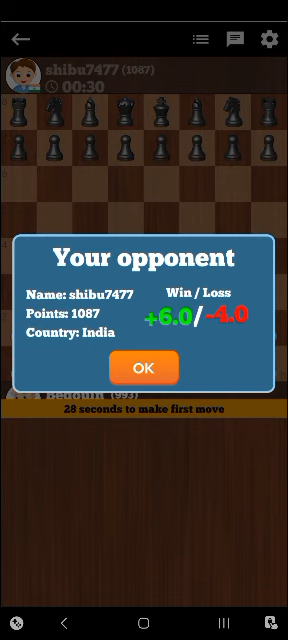 shibu7477 (1087)
00:30
Your opponent
Name: shibu7477
Points: 1087
Country: India
Win / Loss
+6.0/-4.0
OK
Bedouin (993)
28 seconds to make first move